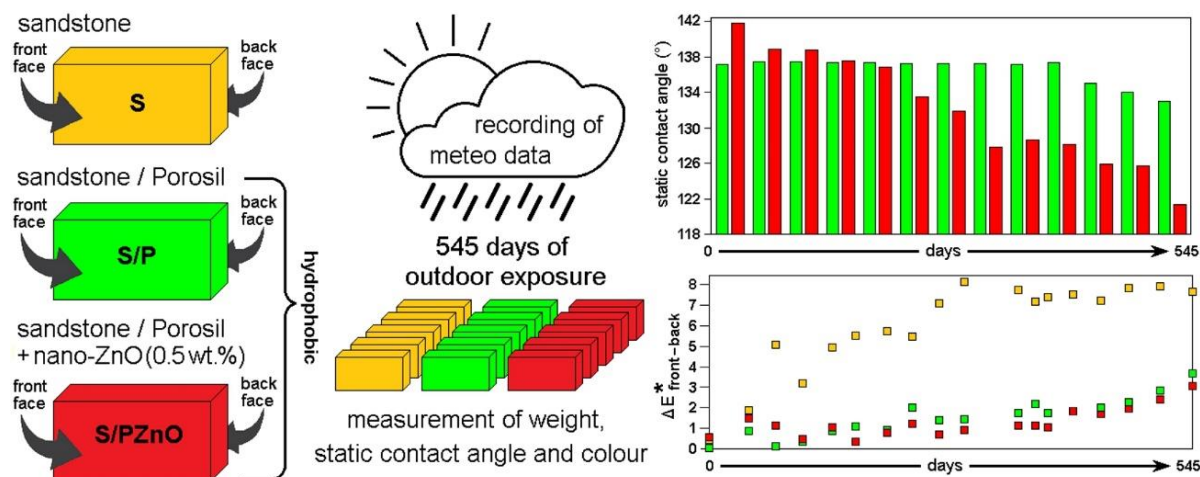 sandstone
front
face
back
face
S
sandstone / Porosil
front
face
back
face
S/P
sandstone / Porosil
+ nano-ZnO (0.5 wt.%)
front
face
back
face
S/PZnO
hydrophobic
recording of
meteo data
545 days of
outdoor exposure
measurement of weight,
static contact angle and colour
static contact angle (°)
142
138
134
130
126
122
118
0
days
545
ΔE*front-back
8
7
6
5
4
3
2
1
0
0
days
545